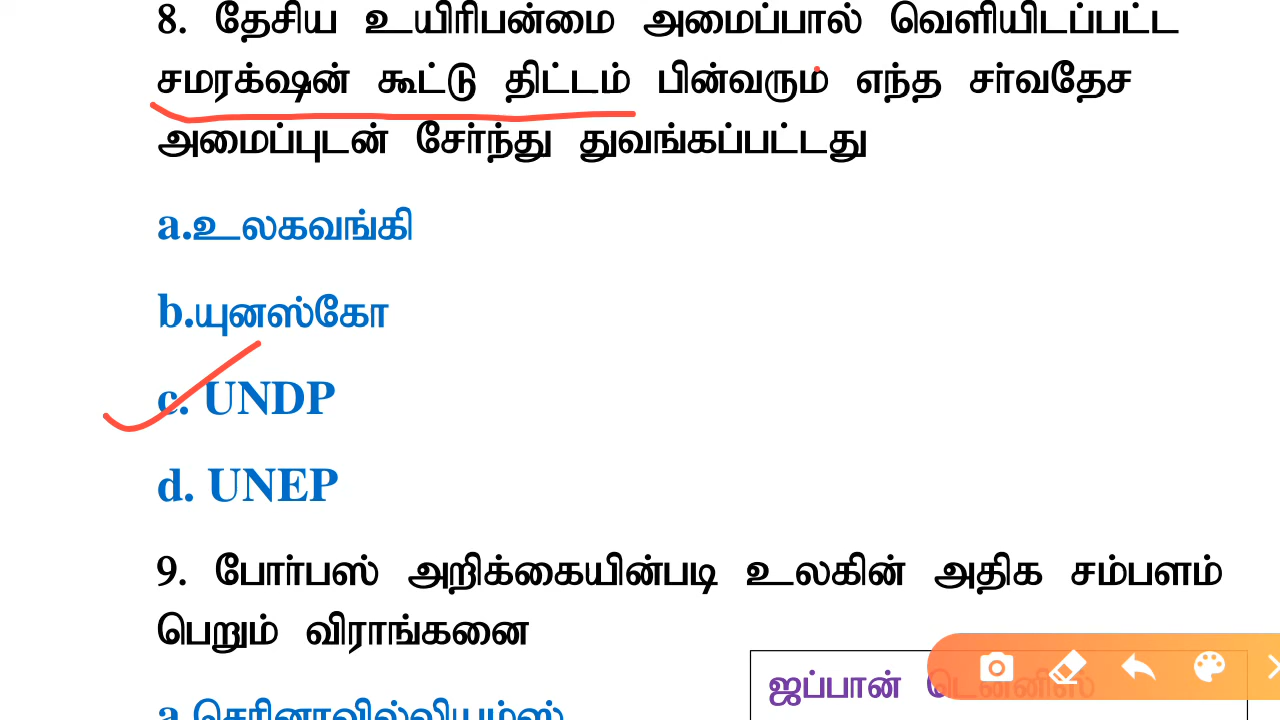 8. தேசிய உயிரிபன்மை அமைப்பால் வெளியிடப்பட்ட
சமரக்ஷன் கூட்டு திட்டம் பின்வரும் எந்த சர்வதேச
அமைப்புடன் சேர்ந்து துவங்கப்பட்டது
a.உலகவங்கி
b.யுனஸ்கோ
c. UNDP
d. UNEP
9. போர்பஸ் அறிக்கையின்படி உலகின் அதிக சம்பளம்
பெறும் விராங்கனை
ஜப்பான் டென்னிஸ்
a.செரினாவில்லியம்ஸ்